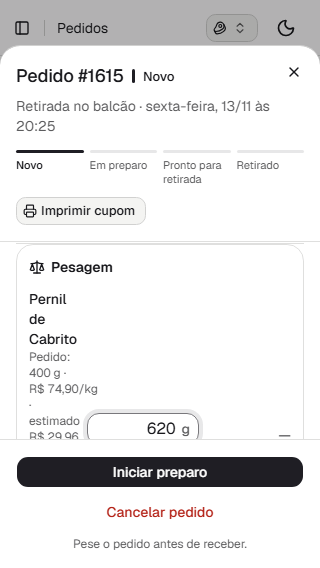 Pedidos
Pedido #1615
Novo
Retirada no balcão · sexta-feira, 13/11 às
20:25
Novo
Em preparo
Pronto para
retirada
Retirado
Imprimir cupom
Pesagem
Pernil
de
Cabrito
Pedido:
400 g ·
R$ 74,90/kg
·
estimado
R$ 29,96
620 g
—
Iniciar preparo
Cancelar pedido
Pese o pedido antes de receber.